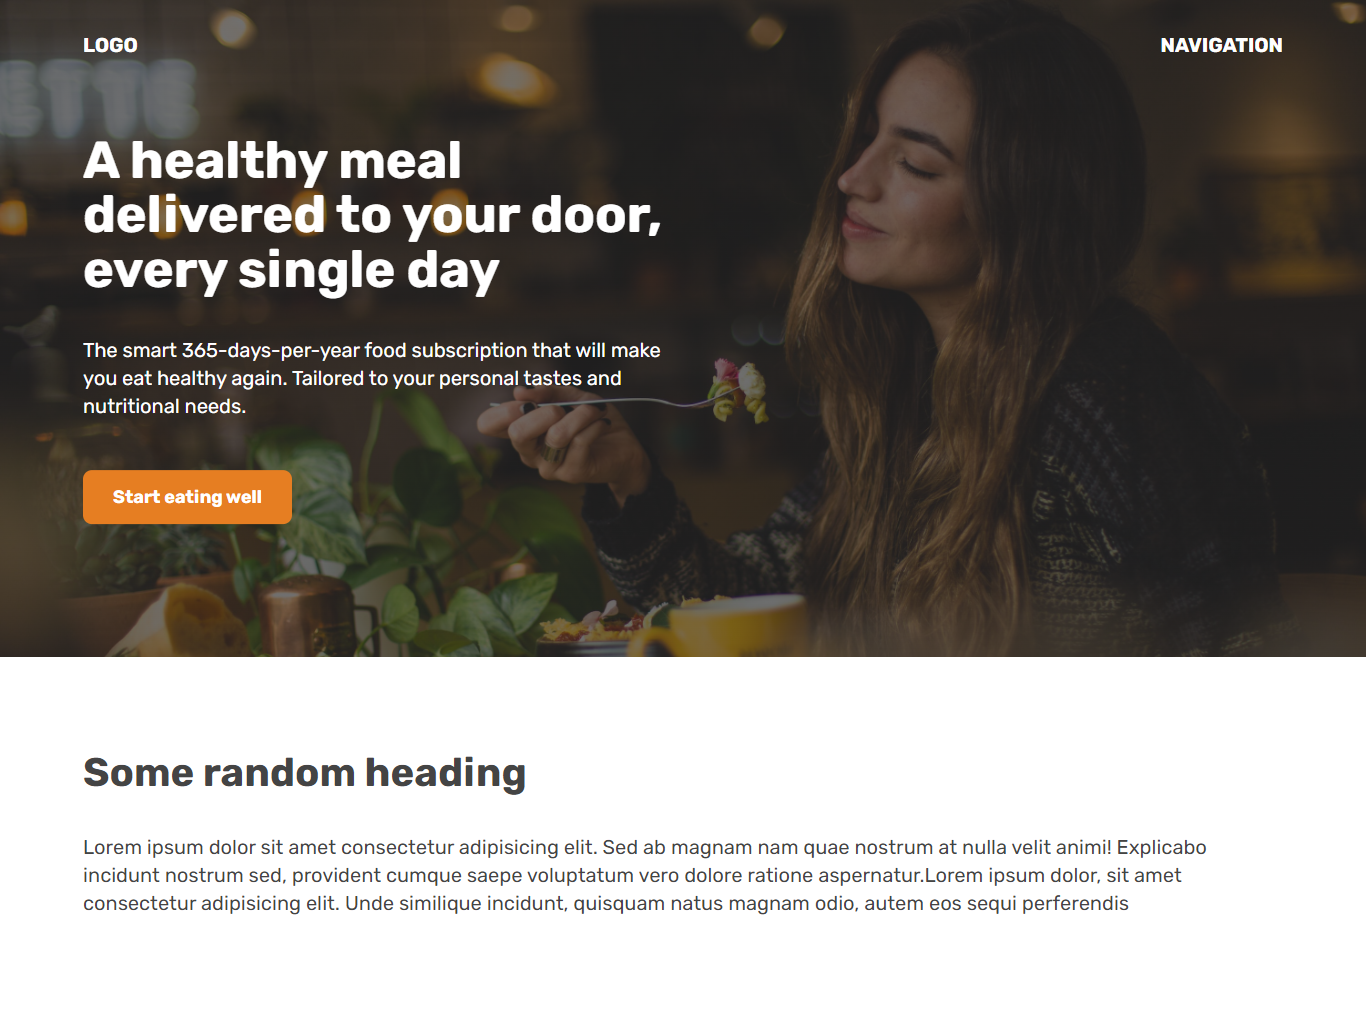 LOGO
NAVIGATION
ETTE
A healthy meal
delivered to your door,
every single day
The smart 365-days-per-year food subscription that will make
you eat healthy again. Tailored to your personal tastes and
nutritional needs.
Start eating well
Some random heading
Lorem ipsum dolor sit amet consectetur adipisicing elit. Sed ab magnam nam quae nostrum at nulla velit animi! Explicabo
incidunt nostrum sed, provident cumque saepe voluptatum vero dolore ratione aspernatur.Lorem ipsum dolor, sit amet
consectetur adipisicing elit. Unde similique incidunt, quisquam natus magnam odio, autem eos sequi perferendis